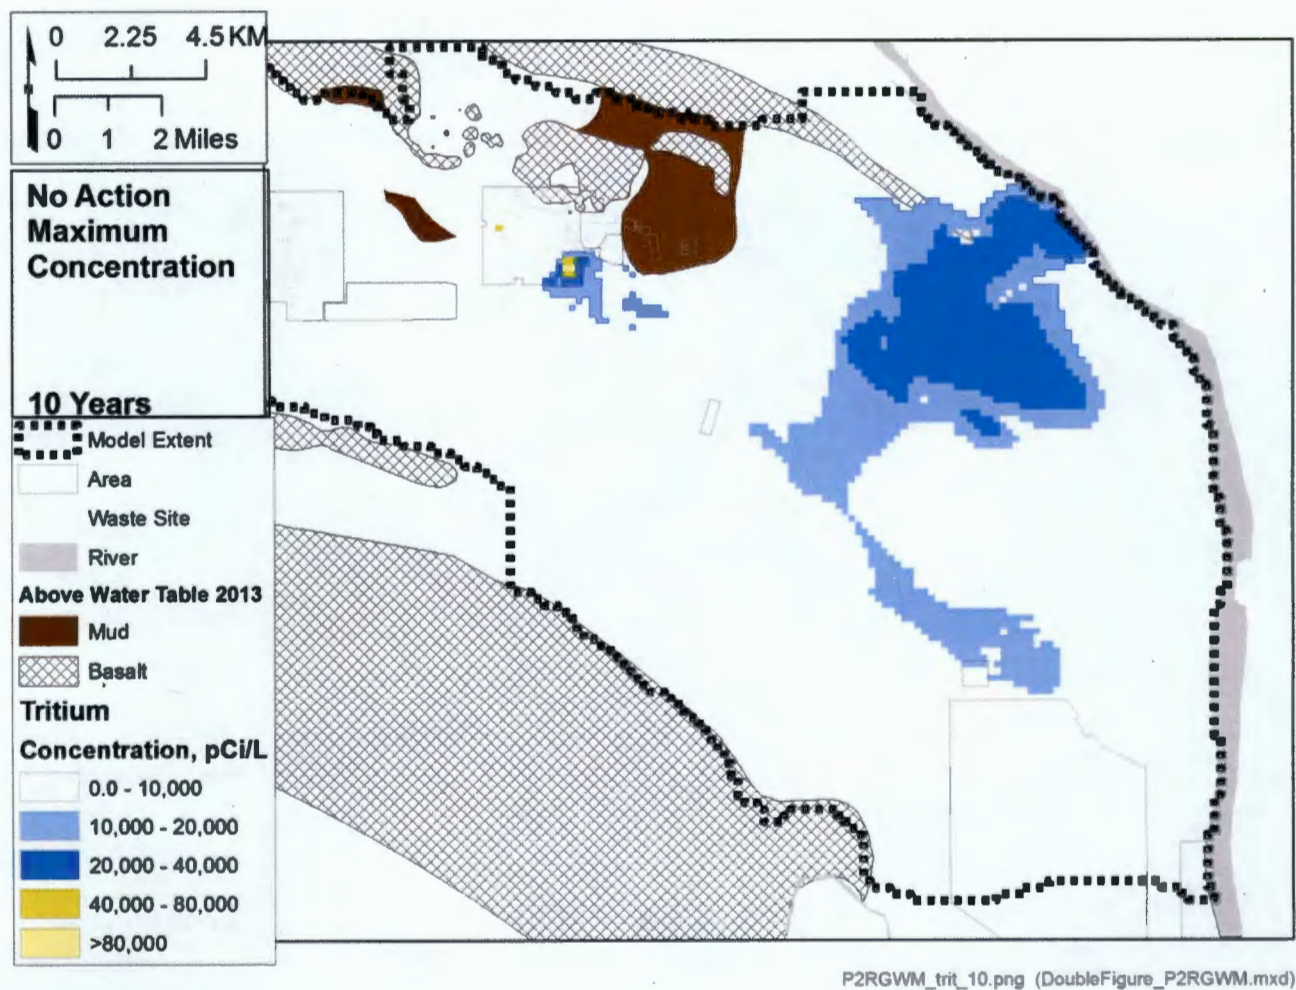 0 2.25 4.5 KM
0 1 2 Miles
No Action
Maximum
Concentration
10 Years
Model Extent
Area
Waste Site
River
Above Water Table 2013
Mud
Basalt
Tritium
Concentration, pCi/L
0.0 - 10,000
10,000 - 20,000
20,000 - 40,000
40,000 - 80,000
>80,000
P2RGWM_trit_10.png (DoubleFigure_P2RGWM.mxd)